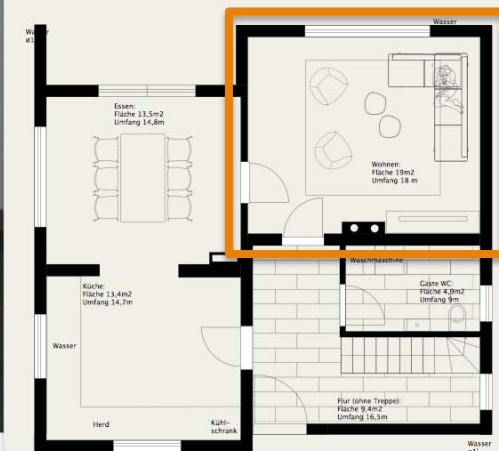 Wasser
Wasser
Essen:
Fläche 13,5m2
Umfang 14,8m
Wohnen:
Fläche 19m2
Umfang 18 m
Waschmaschine
Küche:
Fläche 13,4m2
Umfang 14,7m
Gäste WC:
Fläche 4,9m2
Umfang 9m
Wasser
Flur (ohne Treppe):
Fläche 9,4m2
Umfang 16,5m
Herd
Kühl-
schrank
Wasser